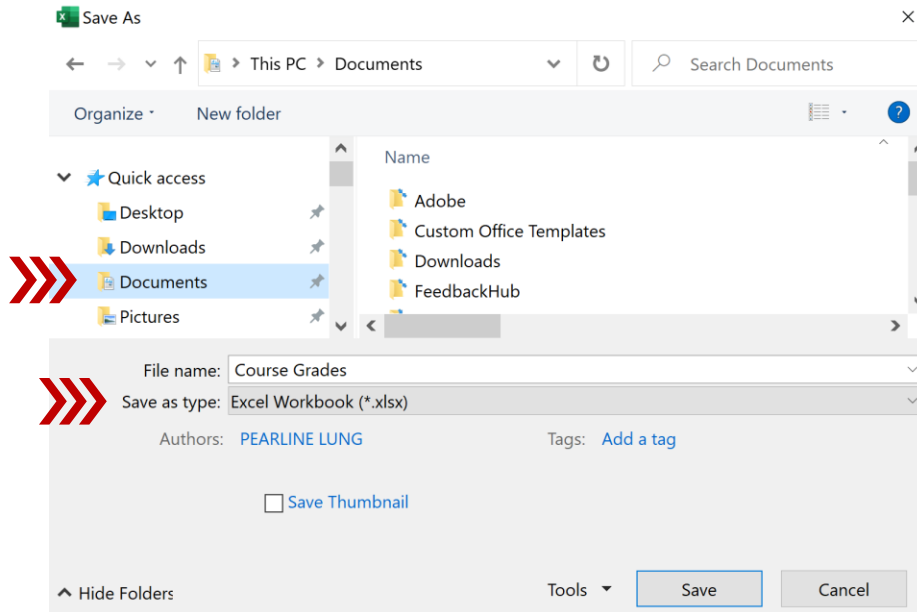 Save As
This PC > Documents
Search Documents
Organize
New folder
?
Name
Quick access
Desktop
Downloads
Documents
Pictures
Adobe
Custom Office Templates
Downloads
FeedbackHub
File name: Course Grades
Save as type: Excel Workbook (*.xlsx)
Authors: PEARLINE LUNG
Tags: Add a tag
Save Thumbnail
Hide Folders
Tools
Save
Cancel